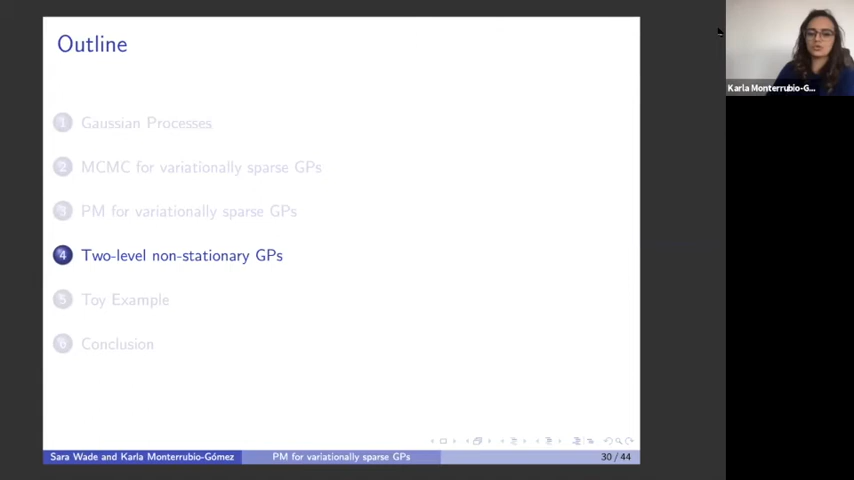 Outline
1 Gaussian Processes
2 MCMC for variationally sparse GPs
3 PM for variationally sparse GPs
4 Two-level non-stationary GPs
5 Toy Example
6 Conclusion
Sara Wade and Karla Monterrubio-Gómez PM for variationally sparse GPs 30 / 44
Karla Monterrubio-G...